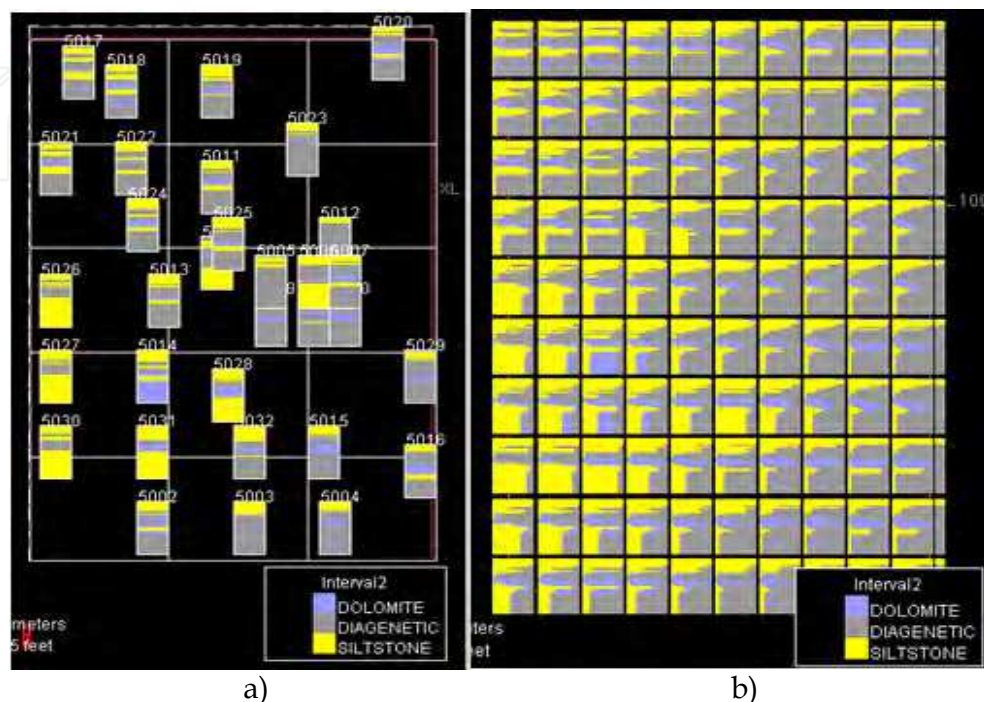 5020
5017
5018
5019
5023
5021
5022
5011
XL
5024
5025
5012
5005
5007
5026
5013
5027
5014
5029
5028
5030
5031
5032
5015
5016
5002
5003
5004
Interval2
DOLOMITE
DIAGENETIC
SILTSTONE
meters
5 feet
a)
Interval2
DOLOMITE
DIAGENETIC
SILTSTONE
ters
eet
b)